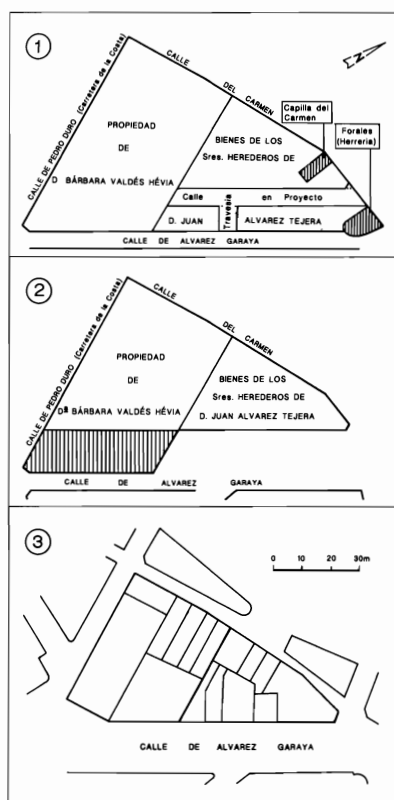 1
CALLE
DEL CARMEN
N
Capilla del
Carmen
Forales
(Herreria)
CALLE DE PEDRO DURO (Carretera de la Costa)
PROPIEDAD
DE
D BÁRBARA VALDÉS HÉVIA
BIENES DE LOS
Sres. HEREDEROS DE
Calle en Proyecto
Travesia
D. JUAN ALVAREZ TEJERA
CALLE DE ALVAREZ GARAYA
2
CALLE
DEL CARMEN
CALLE DE PEDRO DURO (Carretera de la Costa)
PROPIEDAD
DE
Dª BÁRBARA VALDÉS HÉVIA
BIENES DE LOS
Sres. HEREDEROS DE
D. JUAN ALVAREZ TEJERA
CALLE DE ALVAREZ GARAYA
3
0 10 20 30m
CALLE DE ALVAREZ GARAYA